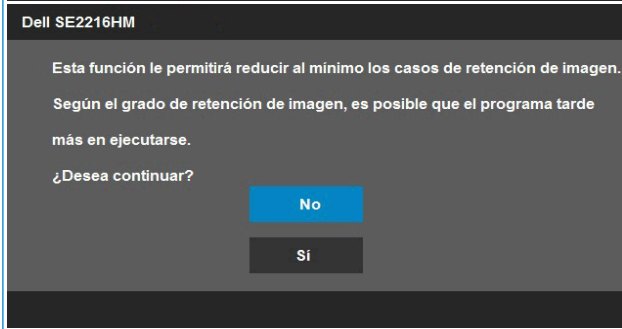 Dell SE2216HM
Esta función le permitirá reducir al mínimo los casos de retención de imagen.
Según el grado de retención de imagen, es posible que el programa tarde
más en ejecutarse.
¿Desea continuar?
No
Sí